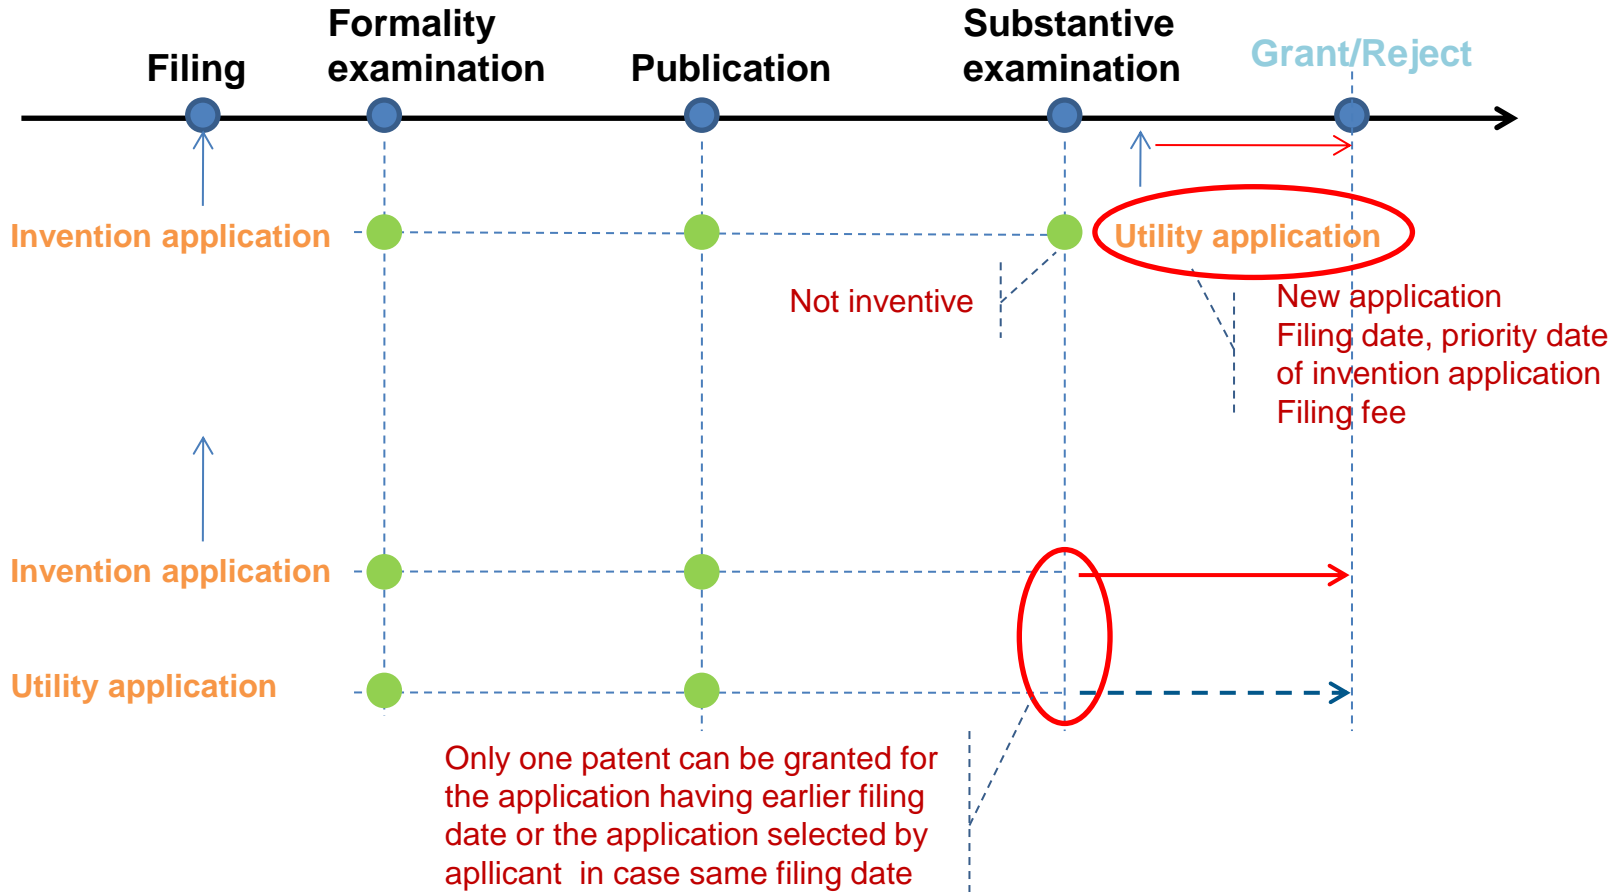 Filing
Formality
examination
Publication
Substantive
examination
Grant/Reject
Invention application
Utility application
Not inventive
New application
Filing date, priority date
of invention application
Filing fee
Invention application
Utility application
Only one patent can be granted for
the application having earlier filing
date or the application selected by
apllicant in case same filing date